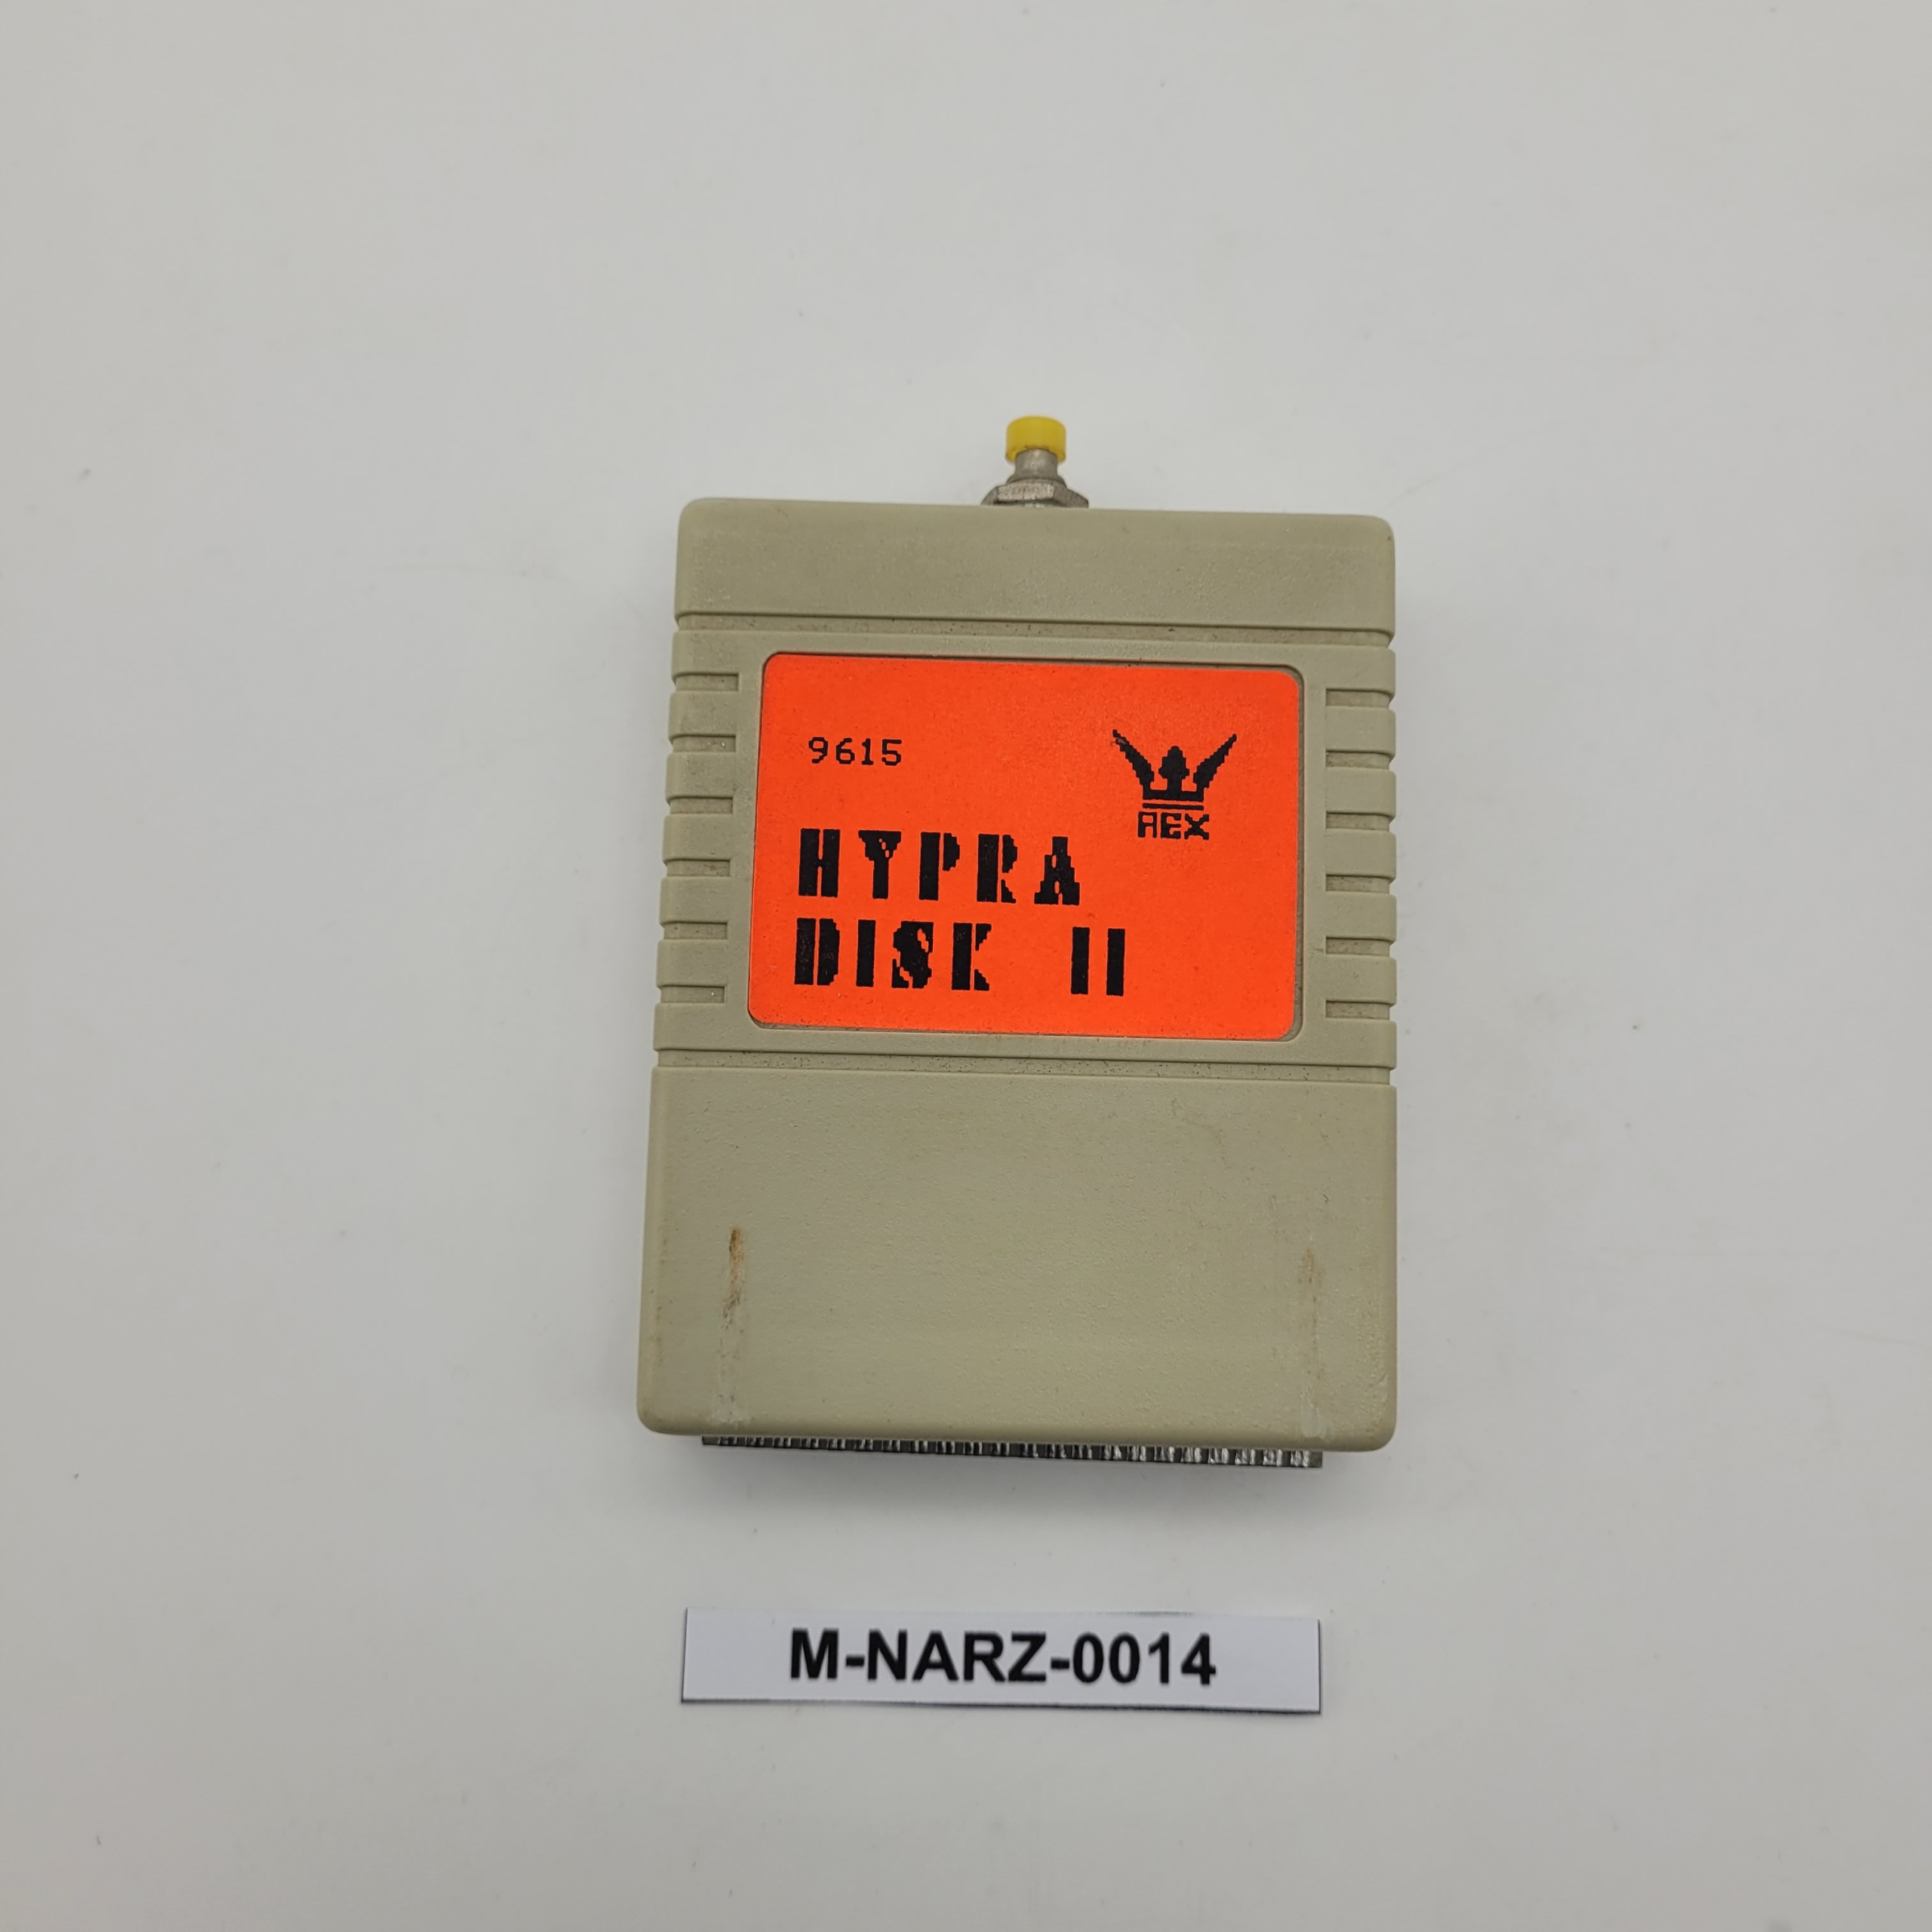 9615
REX
HYPRA
DISK II
M-NARZ-0014